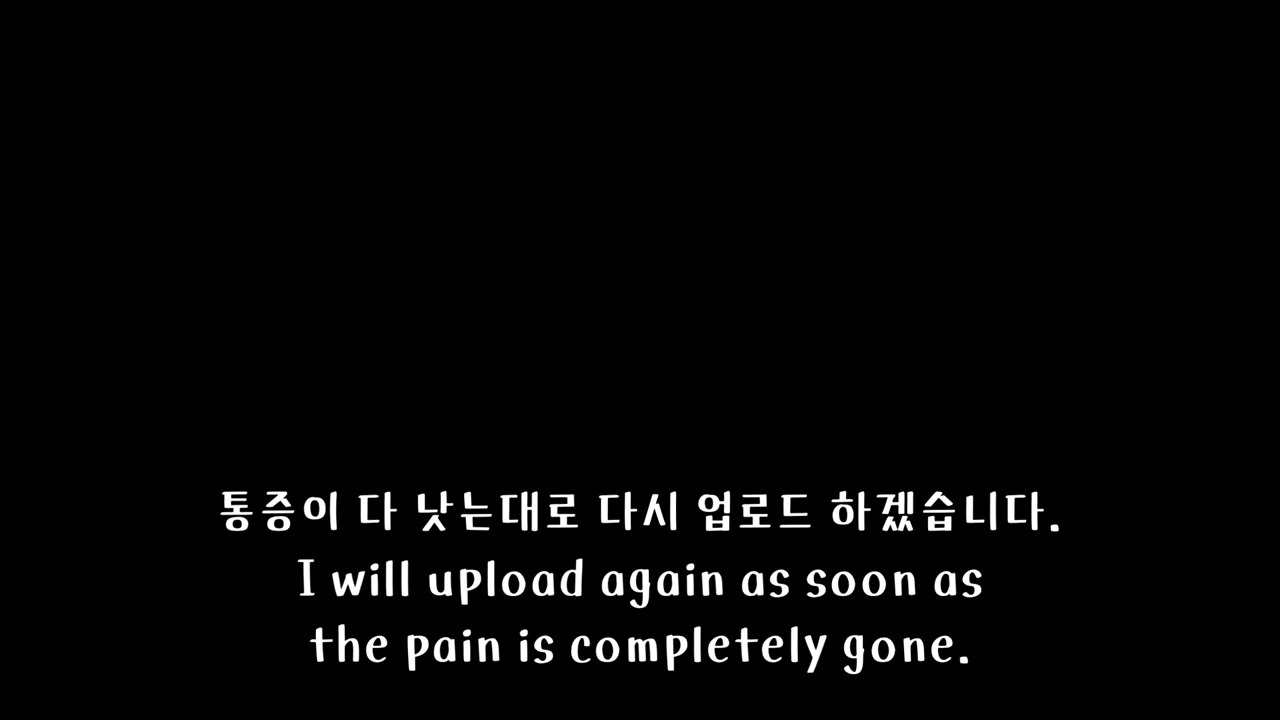 통증이 다 낫는대로 다시 업로드 하겠습니다.
I will upload again as soon as
the pain is completely gone.